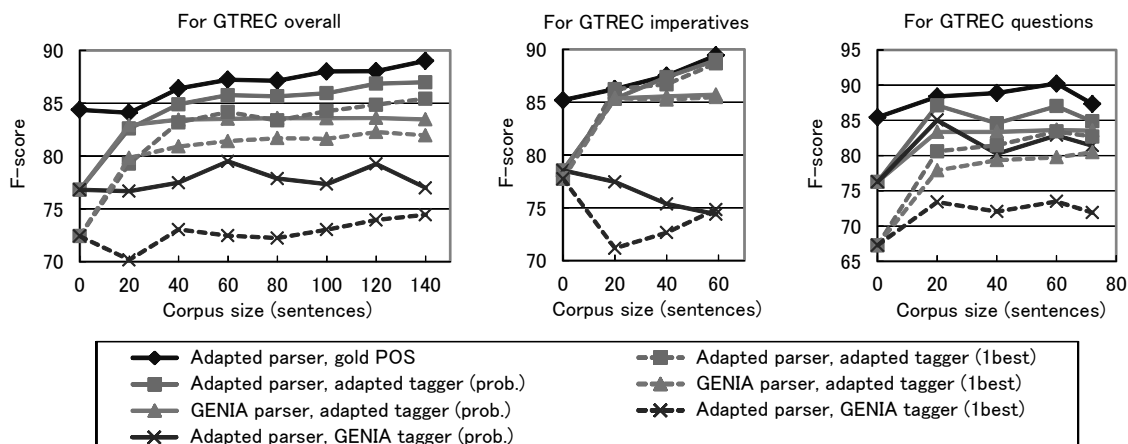 For GTREC overall
For GTREC imperatives
For GTREC questions
90
85
80
75
70
F-score
0 20 40 60 80 100 120 140
Corpus size (sentences)
90
85
80
75
70
F-score
0 20 40 60
Corpus size (sentences)
95
90
85
80
75
70
65
F-score
0 20 40 60 80
Corpus size (sentences)
Adapted parser, gold POS
Adapted parser, adapted tagger (prob.)
GENIA parser, adapted tagger (prob.)
Adapted parser, GENIA tagger (prob.)
Adapted parser, adapted tagger (1best)
GENIA parser, adapted tagger (1best)
Adapted parser, GENIA tagger (1best)